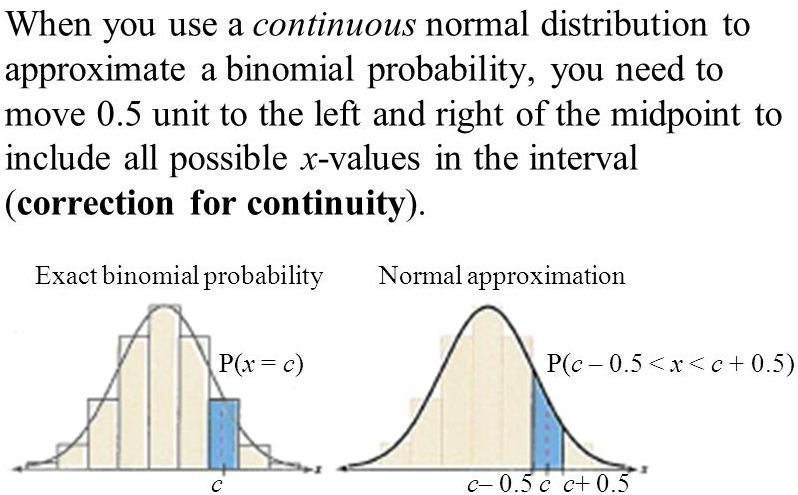 When you use a continuous normal distribution to
approximate a binomial probability, you need to
move 0.5 unit to the left and right of the midpoint to
include all possible x-values in the interval
(correction for continuity).
Exact binomial probability
Normal approximation
P(x = c)
P(c – 0.5 < x < c + 0.5)
x
x
c
c– 0.5 c c+ 0.5